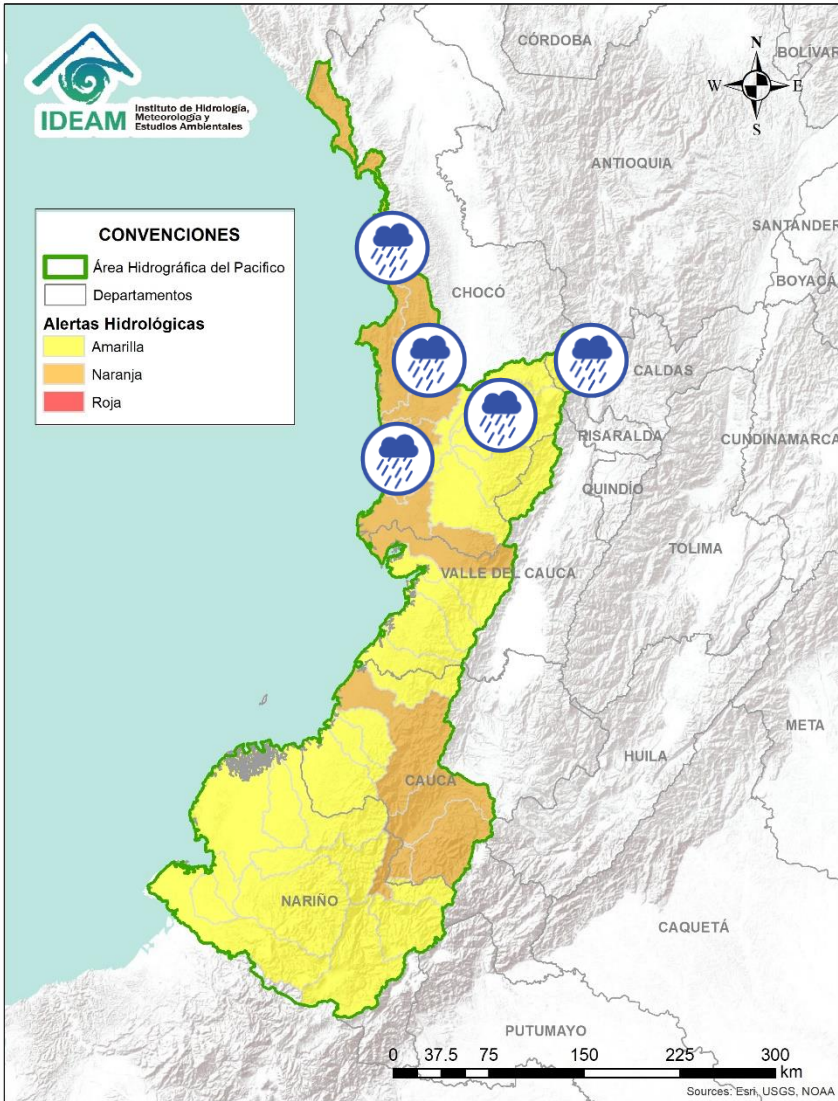 IDEAM
Instituto de Hidrología,
Meteorología y
Estudios Ambientales
CÓRDOBA
BOLÍVAR
N
W
E
S
ANTIOQUIA
SANTANDER
BOYACÁ
CONVENCIONES
Área Hidrográfica del Pacifico
Departamentos
Alertas Hidrológicas
Amarilla
Naranja
Roja
CHOCÓ
CALDAS
RISARALDA
CUNDINAMARCA
QUINDÍO
TOLIMA
VALLE DEL CAUCA
META
HUILA
CAUCA
NARIÑO
CAQUETÁ
PUTUMAYO
0 37.5 75 150 225 300
km
Sources: Esri, USGS, NOAA